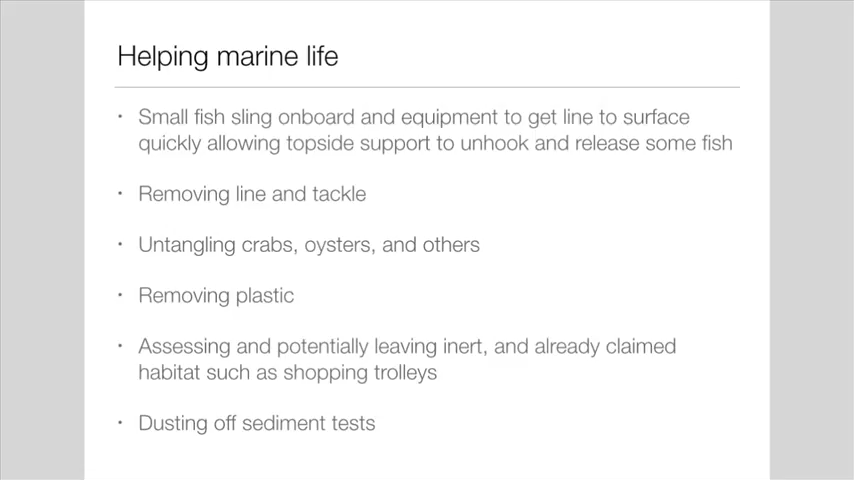 Helping marine life
• Small fish sling onboard and equipment to get line to surface
quickly allowing topside support to unhook and release some fish
• Removing line and tackle
• Untangling crabs, oysters, and others
• Removing plastic
• Assessing and potentially leaving inert, and already claimed
habitat such as shopping trolleys
• Dusting off sediment tests